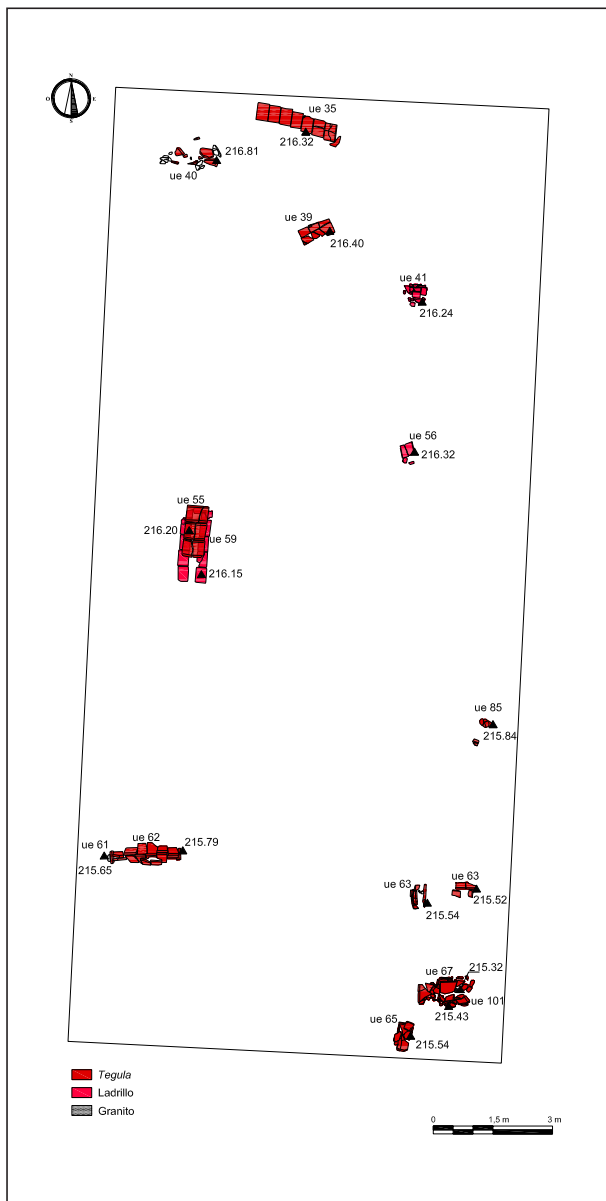 N
O
E
S
ue 35
216.32
216.81
ue 40
ue 39
216.40
ue 41
216.24
ue 56
216.32
ue 55
216.20
ue 59
216.15
ue 85
215.84
ue 61
ue 62
215.79
215.65
ue 63
ue 63
215.52
215.54
ue 67
215.32
ue 101
215.43
ue 65
215.54
Tegula
Ladrillo
Granito
0
1,5 m
3 m